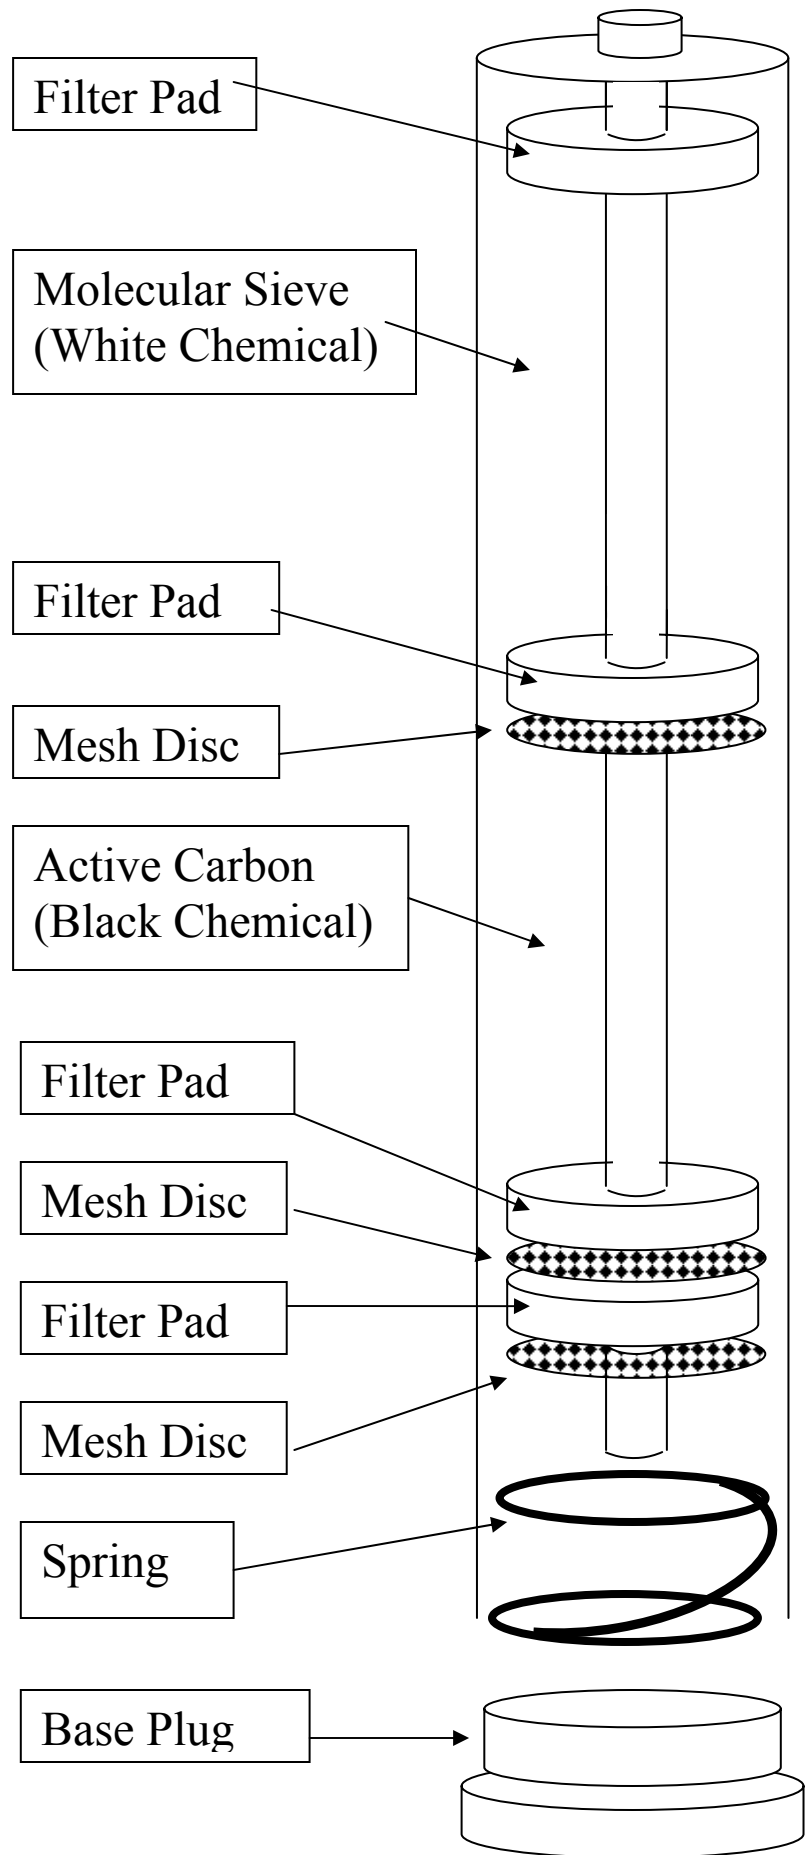 Filter Pad
Molecular Sieve
(White Chemical)
Filter Pad
Mesh Disc
Active Carbon
(Black Chemical)
Filter Pad
Mesh Disc
Filter Pad
Mesh Disc
Spring
Base Plug